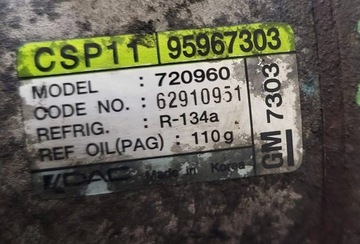 CSP11 95967303
MODEL : 720960
CODE NO. : 62910951
REFRIG. : R-134a
REF OIL(PAG) : 110g
GM 7303
Made in Korea